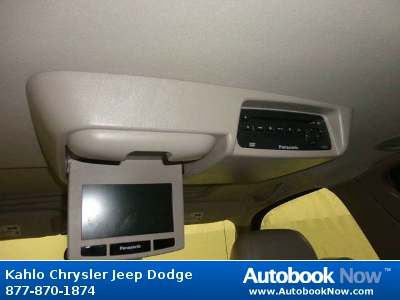 Panasonic
Panasonic
Kahlo Chrysler Jeep Dodge
877-870-1874
Autobook Now™
www.AutobookNow.com